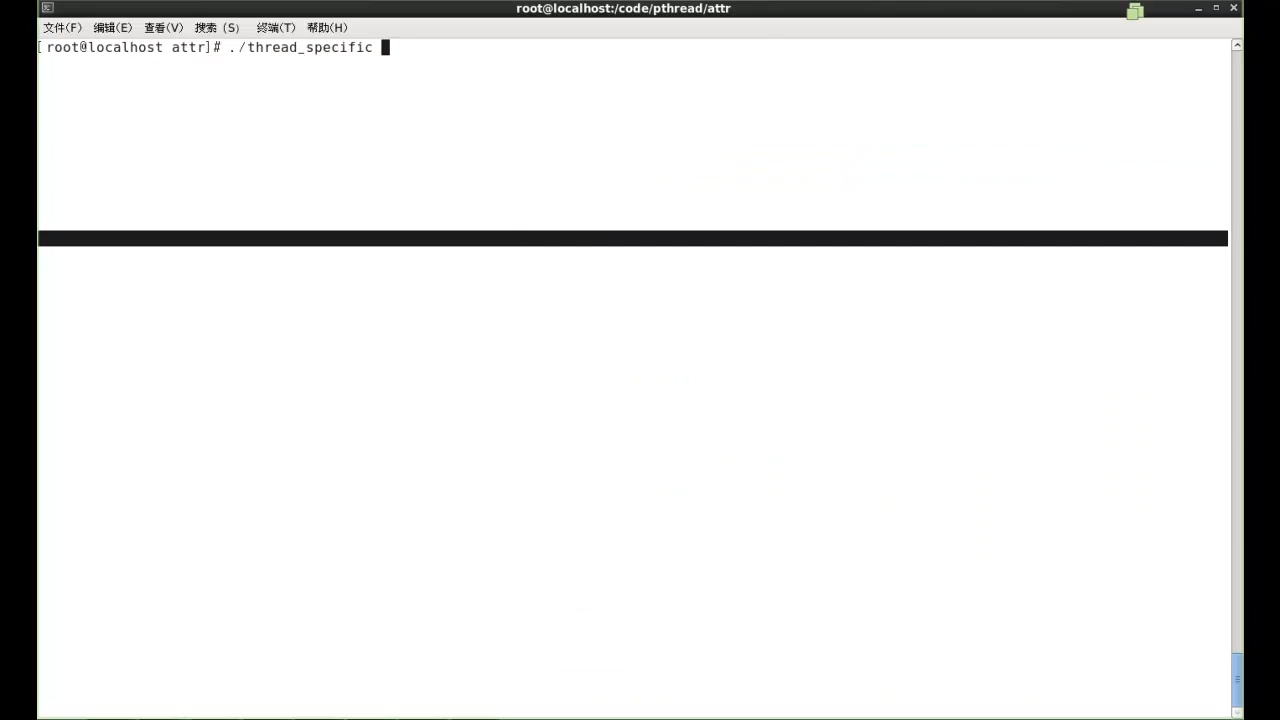 root@localhost:/code/pthread/attr
文件(F) 编辑(E) 查看(V) 搜索 (S) 终端(T) 帮助(H)
[root@localhost attr]# ./thread_specific